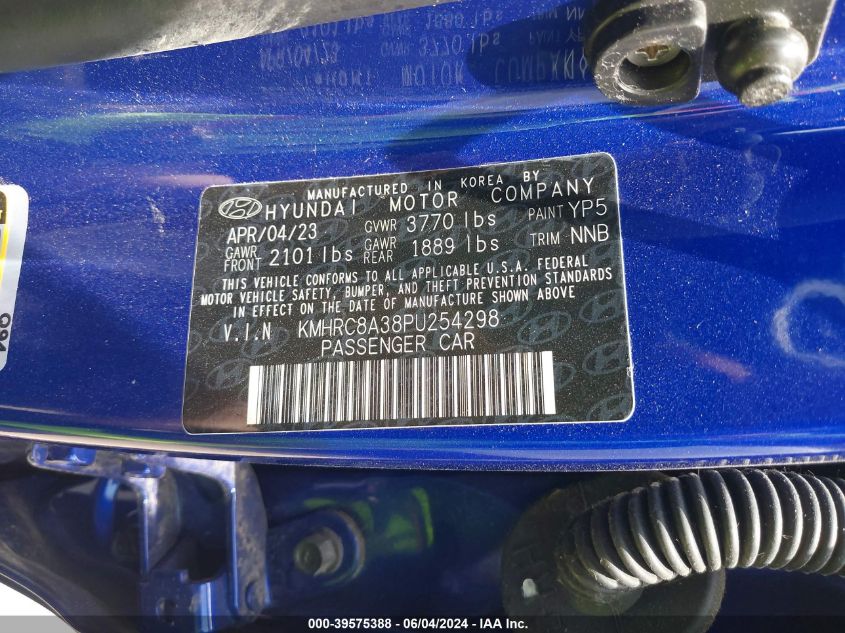 MANUFACTURED IN KOREA BY
HYUNDAI MOTOR COMPANY
APR/04/23 GVWR 3770 lbs PAINT YP5
GAWR FRONT 2101 lbs GAWR REAR 1889 lbs TRIM NNB
THIS VEHICLE CONFORMS TO ALL APPLICABLE U.S.A. FEDERAL
MOTOR VEHICLE SAFETY, BUMPER, AND THEFT PREVENTION STANDARDS
IN EFFECT ON THE DATE OF MANUFACTURE SHOWN ABOVE
V.I.N KMHRC8A38PU254298
PASSENGER CAR
000-39575388 - 06/04/2024 - IAA Inc.